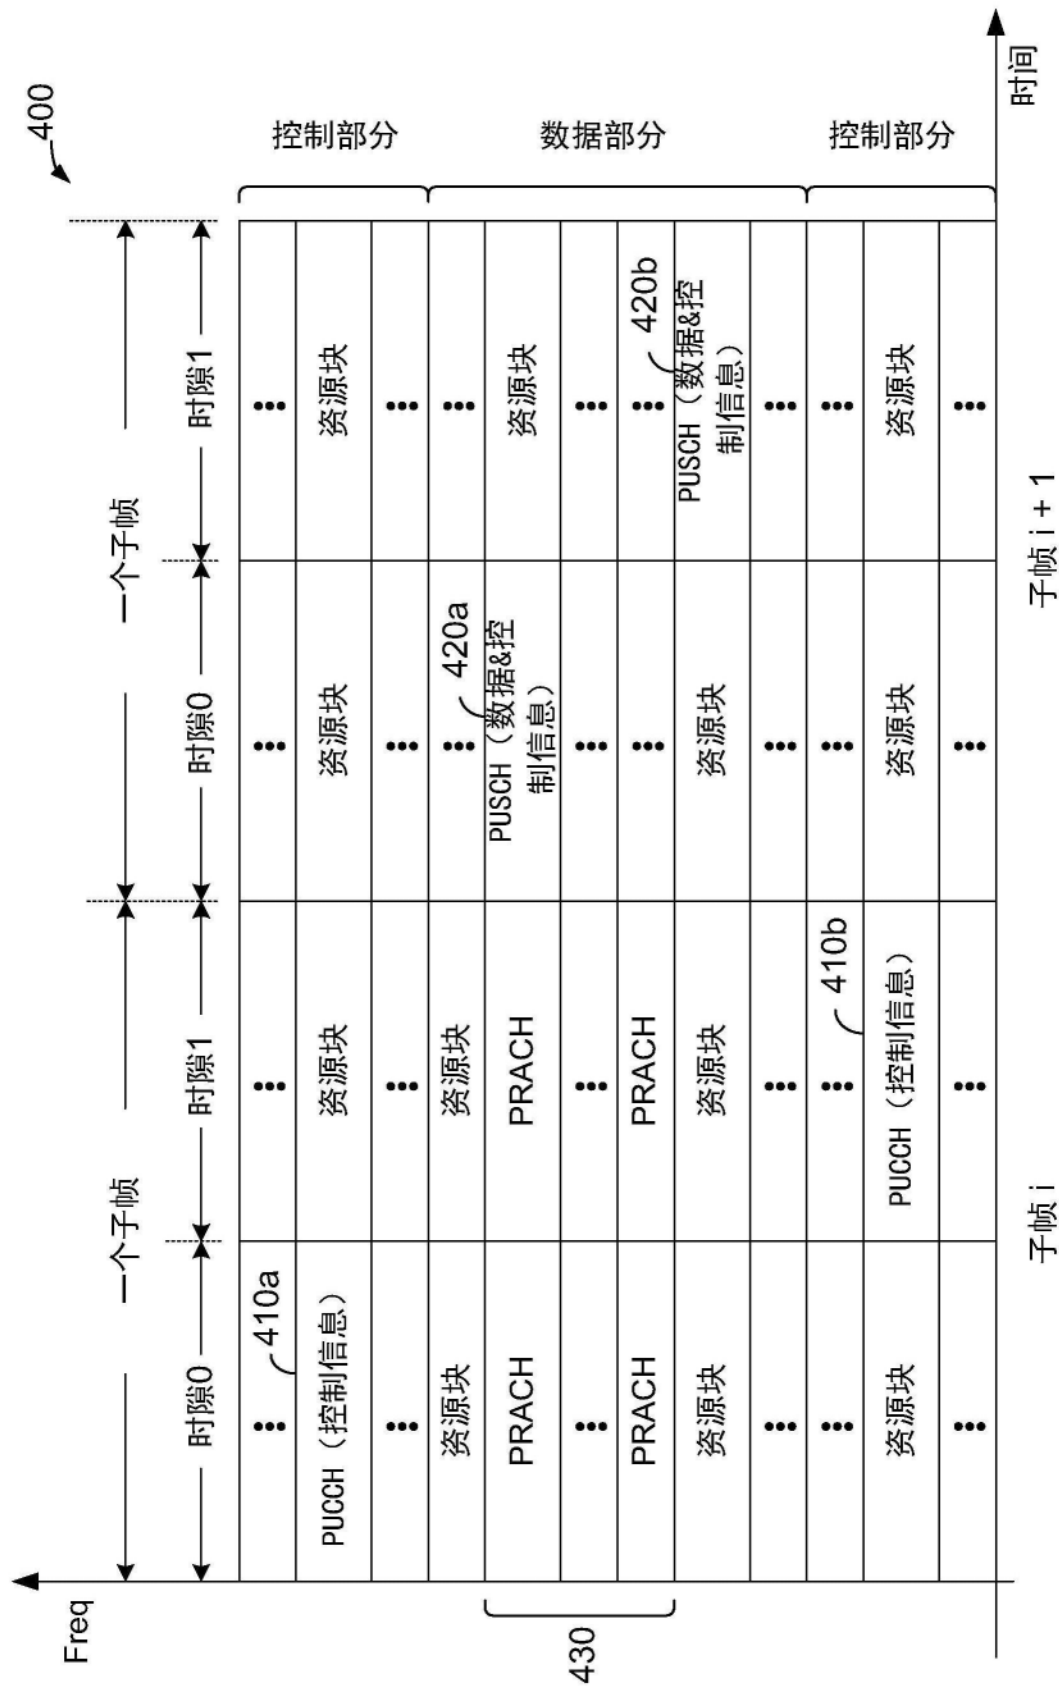 400
Freq
一个子帧 一个子帧
时隙0 时隙1 时隙0 时隙1
••• 410a ••• ••• •••
PUCCH（控制信息） 资源块 资源块 资源块 控制部分
••• ••• ••• •••
资源块 资源块 ••• 420a •••
PRACH PRACH PUSCH（数据&控 资源块
制信息）
430 ••• ••• ••• ••• 数据部分
PRACH PRACH ••• ••• 420b
资源块 资源块 资源块 PUSCH（数据&控
制信息）
••• ••• ••• •••
••• ••• 410b ••• •••
资源块 PUCCH（控制信息） 资源块 资源块 控制部分
••• ••• ••• •••
时间
子帧 i 子帧 i + 1